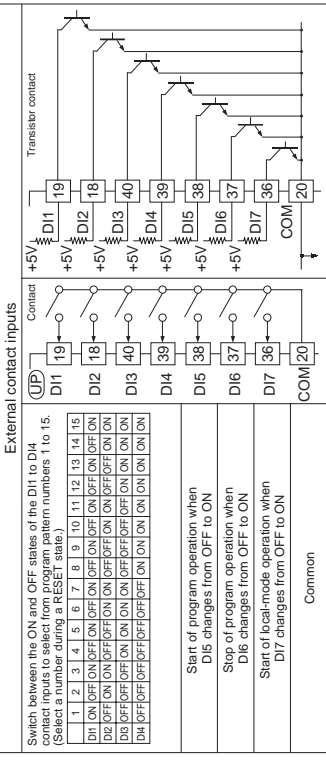 External contact inputs
Switch between the ON and OFF states of the DI1 to DI4
contact inputs to select from program pattern numbers 1 to 15.
(Select a number during a RESET state.)
1 2 3 4 5 6 7 8 9 10 11 12 13 14 15
DI1 ON OFF ON OFF ON OFF ON OFF ON OFF ON OFF ON OFF ON
DI2 OFF ON ON OFF OFF ON ON OFF OFF ON ON OFF OFF ON ON
DI3 OFF OFF OFF ON ON ON ON OFF OFF OFF OFF ON ON ON ON
DI4 OFF OFF OFF OFF OFF OFF OFF ON ON ON ON ON ON ON ON
Start of program operation when
DI5 changes from OFF to ON
Stop of program operation when
DI6 changes from OFF to ON
Start of local-mode operation when
DI7 changes from OFF to ON
Common
UP
Contact
DI1 19
DI2 18
DI3 40
DI4 39
DI5 38
DI6 37
DI7 36
COM 20
Transistor contact
+5V DI1 19
+5V DI2 18
+5V DI3 40
+5V DI4 39
+5V DI5 38
+5V DI6 37
+5V DI7 36
COM 20